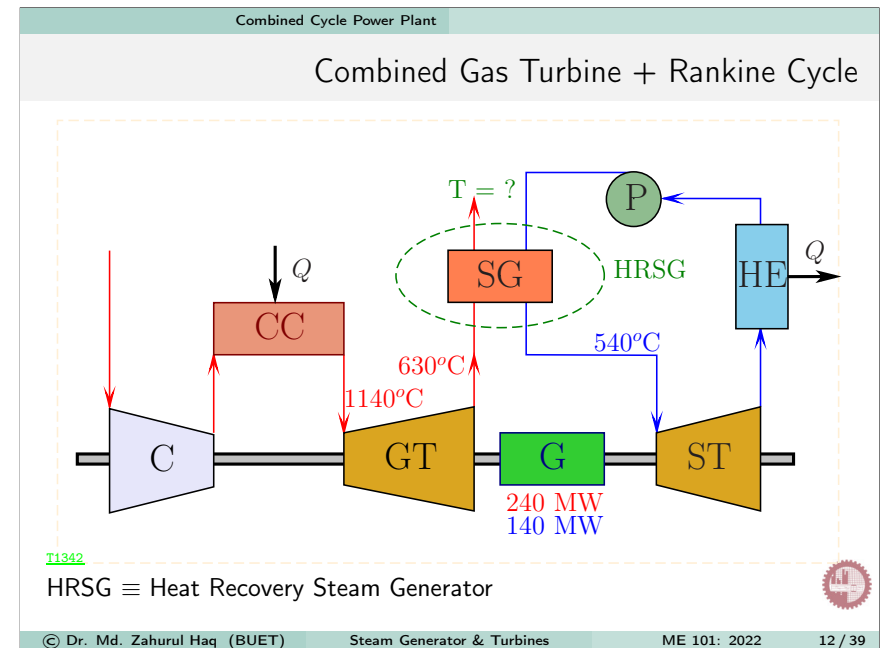 Combined Cycle Power Plant
Combined Gas Turbine + Rankine Cycle
T = ?
P
Q
SG
HRSG
HE
Q
CC
540°C
630°C
1140°C
C
GT
G
ST
240 MW
140 MW
T1342
HRSG ≡ Heat Recovery Steam Generator
© Dr. Md. Zahurul Haq (BUET) Steam Generator & Turbines ME 101: 2022 12 / 39